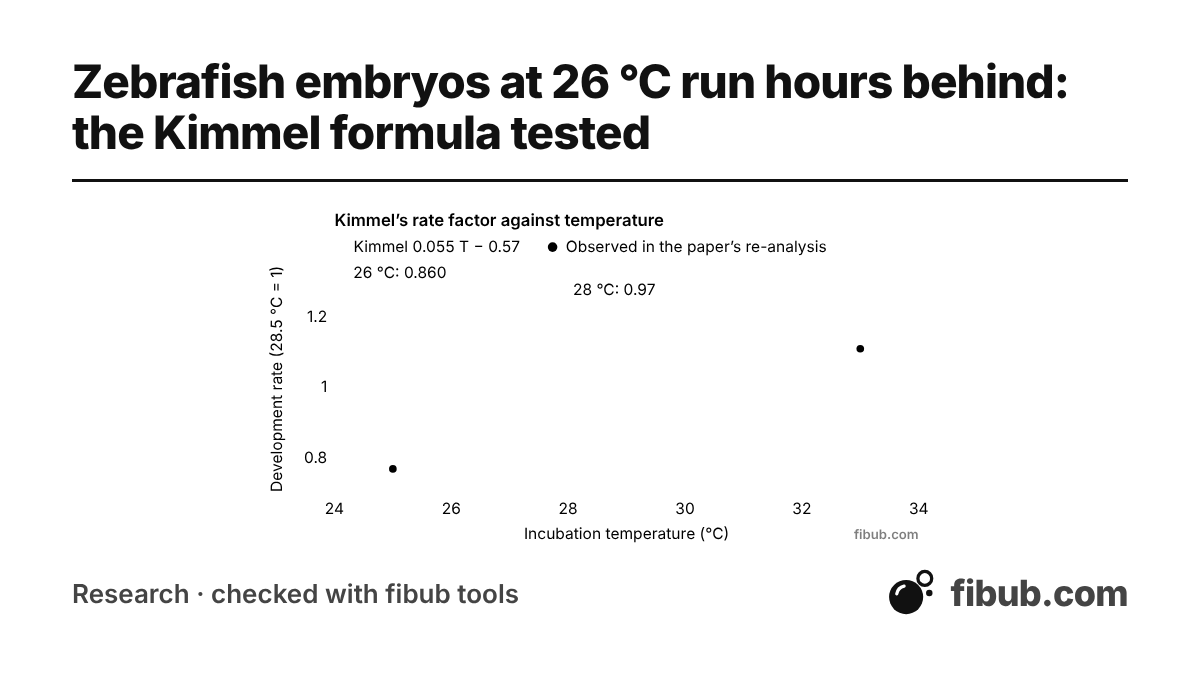 Zebrafish embryos at 26 °C run hours behind:
the Kimmel formula tested
Kimmel’s rate factor against temperature
Kimmel 0.055 T − 0.57
Observed in the paper’s re-analysis
26 °C: 0.860
28 °C: 0.97
Development rate (28.5 °C = 1)
1.2
1
0.8
24 26 28 30 32 34
Incubation temperature (°C)
fibub.com
Research · checked with fibub tools
fibub.com